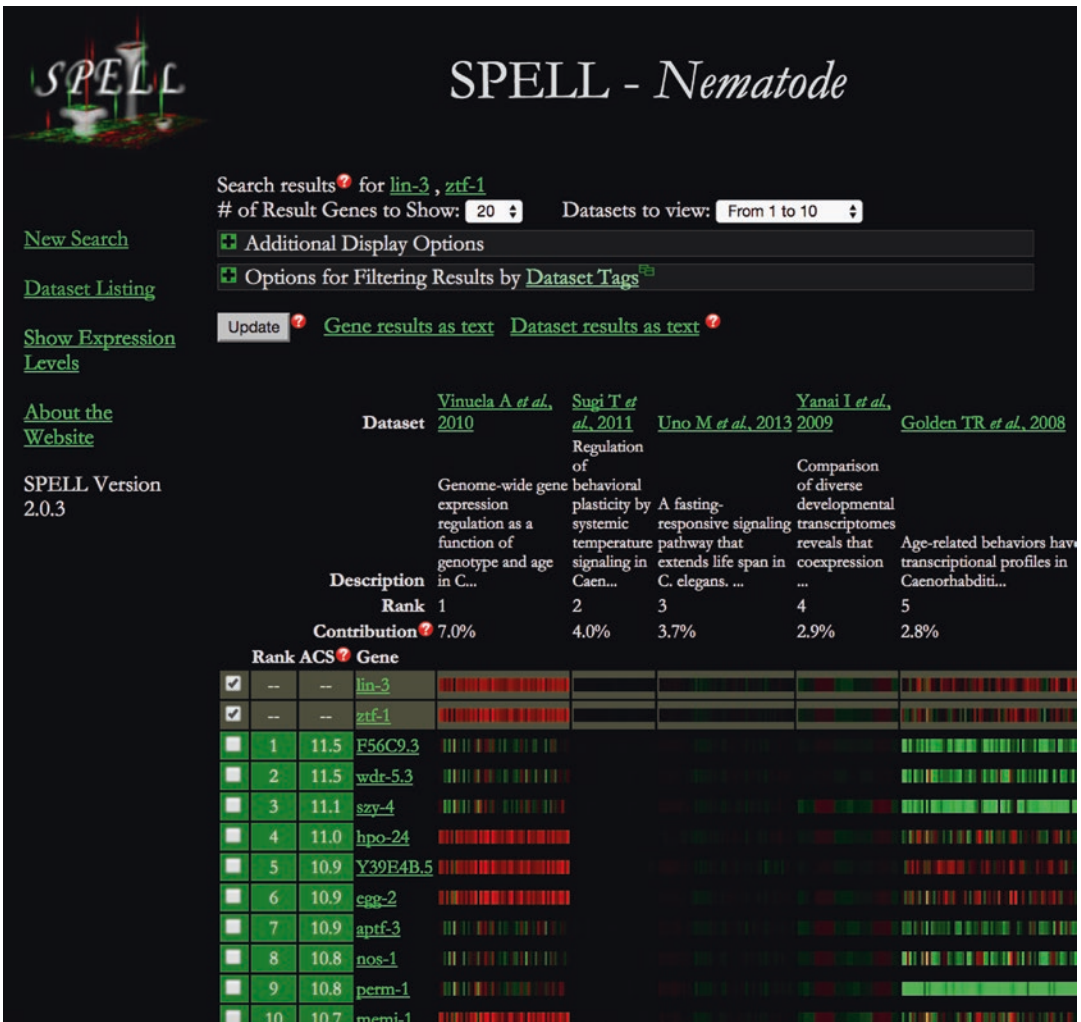 SPELL
SPELL - Nematode
Search results? for lin-3 , ztf-1
# of Result Genes to Show: 20 Datasets to view: From 1 to 10
Additional Display Options
Options for Filtering Results by Dataset Tags
Update ? Gene results as text Dataset results as text ?
New Search
Dataset Listing
Show Expression
Levels
About the
Website
SPELL Version
2.0.3
Dataset
Vinuela A et al.,
2010
Sugi T et
al., 2011
Uno M et al., 2013
Yanai I et al.,
2009
Golden TR et al., 2008
Description
Genome-wide gene
expression
regulation as a
function of
genotype and age
in C...
Regulation
of
behavioral
plasticity by
systemic
temperature
signaling in
Caen...
A fasting-
responsive signaling
pathway that
extends life span in
C. elegans. ...
Comparison
of diverse
developmental
transcriptomes
reveals that
coexpression
...
Age-related behaviors have
transcriptional profiles in
Caenorhabditi...
Rank 1 2 3 4 5
Contribution? 7.0% 4.0% 3.7% 2.9% 2.8%
Rank ACS? Gene
-- -- lin-3
-- -- ztf-1
1 11.5 F56C9.3
2 11.5 wdr-5.3
3 11.1 szy-4
4 11.0 hpo-24
5 10.9 Y39E4B.5
6 10.9 egg-2
7 10.9 aptf-3
8 10.8 nos-1
9 10.8 perm-1
10 10.7 memi-1